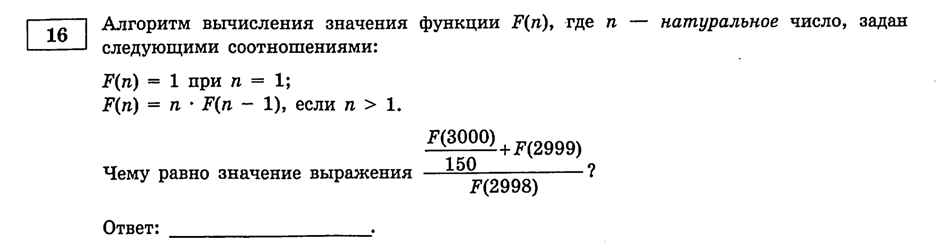 16
Алгоритм вычисления значения функции F(n), где n — натуральное число, задан
следующими соотношениями:
F(n) = 1 при n = 1;
F(n) = n · F(n − 1), если n > 1.
F(3000)
150
+ F(2999)
Чему равно значение выражения
F(2998)
?
Ответ: ____________________.